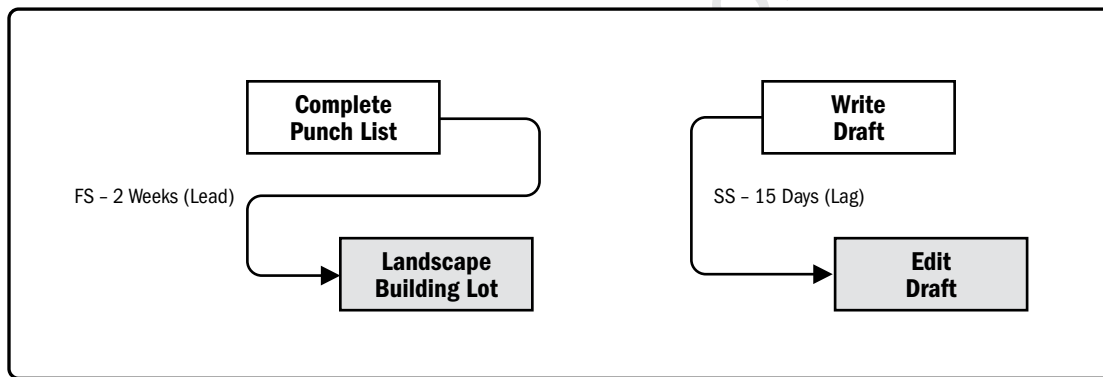 Complete
Punch List
FS – 2 Weeks (Lead)
Landscape
Building Lot
Write
Draft
SS – 15 Days (Lag)
Edit
Draft